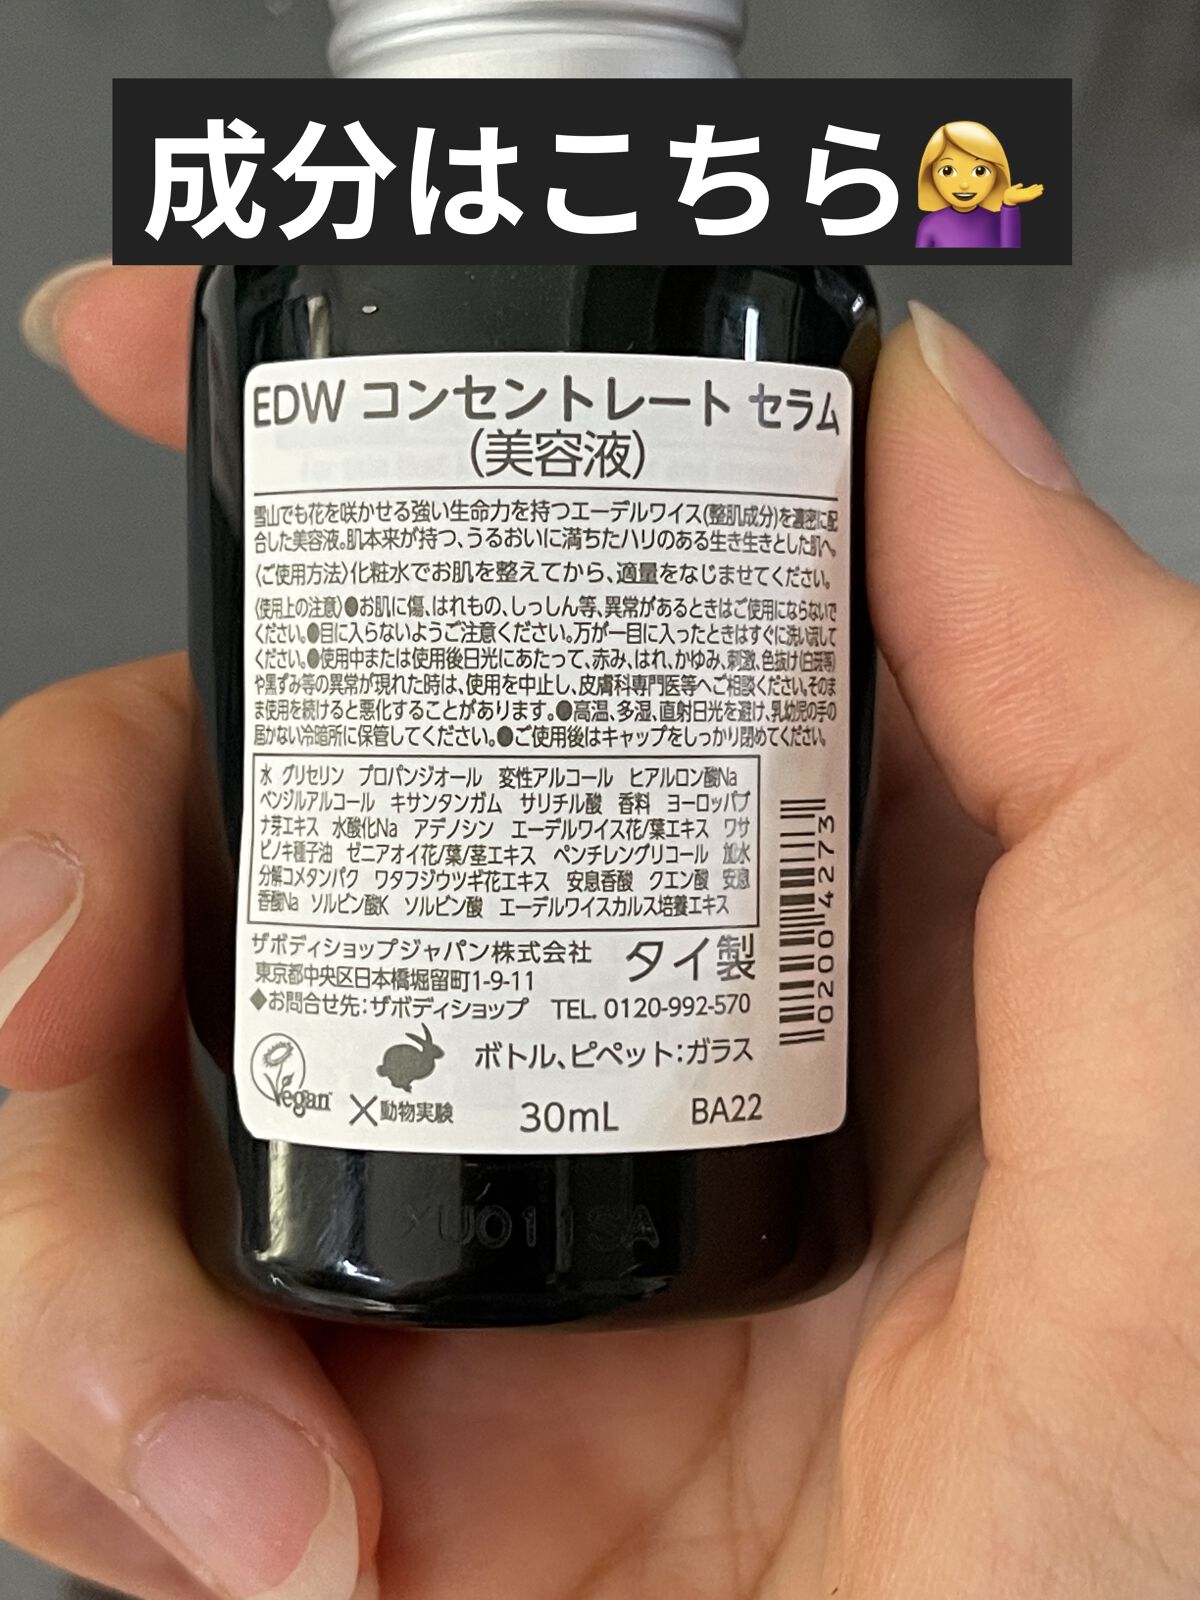 成分はこちら💁‍♀️
EDW コンセントレート セラム
(美容液)
雪山でも花を咲かせる強い生命力を持つエーデルワイス(整肌成分)を濃密に配
合した美容液。肌本来が持つ、うるおいに満ちたハリのある生き生きとした肌へ。
〈ご使用方法〉化粧水でお肌を整えてから、適量をなじませてください。
〈使用上の注意〉●お肌に傷、はれもの、しっしん等、異常があるときはご使用にならないで
ください。●目に入らないようご注意ください。万が一目に入ったときはすぐに洗い流して
ください。●使用中または使用後日光にあたって、赤み、はれ、かゆみ、刺激、色抜け(白斑等)
や黒ずみ等の異常が現れた時は、使用を中止し、皮膚科専門医等へご相談ください。そのま
ま使用を続けると悪化することがあります。●高温、多湿、直射日光を避け、乳幼児の手の
届かない冷暗所に保管してください。●ご使用後はキャップをしっかり閉めてください。
水 グリセリン プロパンジオール 変性アルコール ヒアルロン酸Na
ベンジルアルコール キサンタンガム サリチル酸 香料 ヨーロッパブ
ナ芽エキス 水酸化Na アデノシン エーデルワイス花/葉エキス ワサ
ビノキ種子油 ゼニアオイ花/葉/茎エキス ペンチレングリコール 加水
分解コメタンパク ワタフジウツギ花エキス 安息香酸 クエン酸 安息
香酸Na ソルビン酸K ソルビン酸 エーデルワイスカルス培養エキス
ザボディショップジャパン株式会社 タイ製
東京都中央区日本橋堀留町1-9-11
◆お問合せ先:ザボディショップ TEL. 0120-992-570
02004273
Vegan
×動物実験
ボトル、ピペット:ガラス
30mL BA22